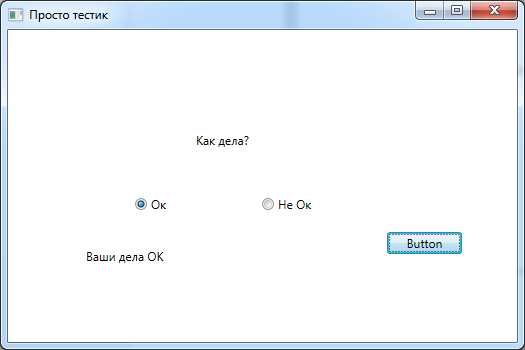 Просто тестик
Как дела?
Ок
Не Ок
Button
Ваши дела ОК